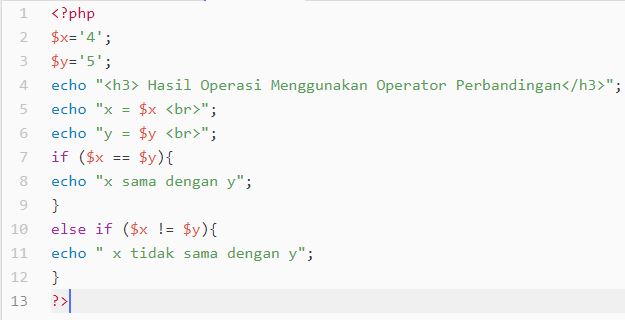 1 <?php
2 $x='4';
3 $y='5';
4 echo "<h3> Hasil Operasi Menggunakan Operator Perbandingan</h3>";
5 echo "x = $x <br>";
6 echo "y = $y <br>";
7 if ($x == $y){
8 echo "x sama dengan y";
9 }
10 else if ($x != $y){
11 echo " x tidak sama dengan y";
12 }
13 ?>